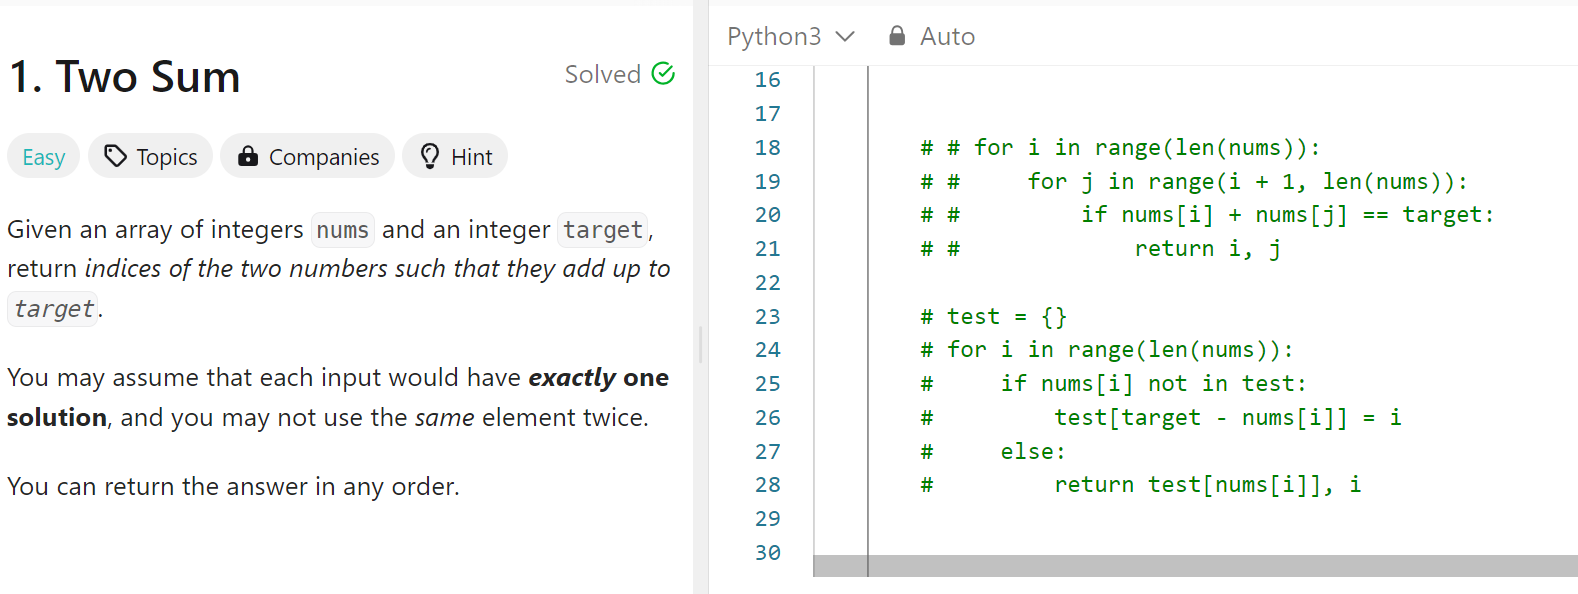 1. Two Sum
Solved
Easy
Topics
Companies
Hint
Given an array of integers nums and an integer target,
return indices of the two numbers such that they add up to
target.
You may assume that each input would have exactly one
solution, and you may not use the same element twice.
You can return the answer in any order.
Python3
Auto
16
17
18 # # for i in range(len(nums)):
19 # #     for j in range(i + 1, len(nums)):
20 # #         if nums[i] + nums[j] == target:
21 # #             return i, j
22
23 # test = {}
24 # for i in range(len(nums)):
25 #     if nums[i] not in test:
26 #         test[target - nums[i]] = i
27 #     else:
28 #         return test[nums[i]], i
29
30